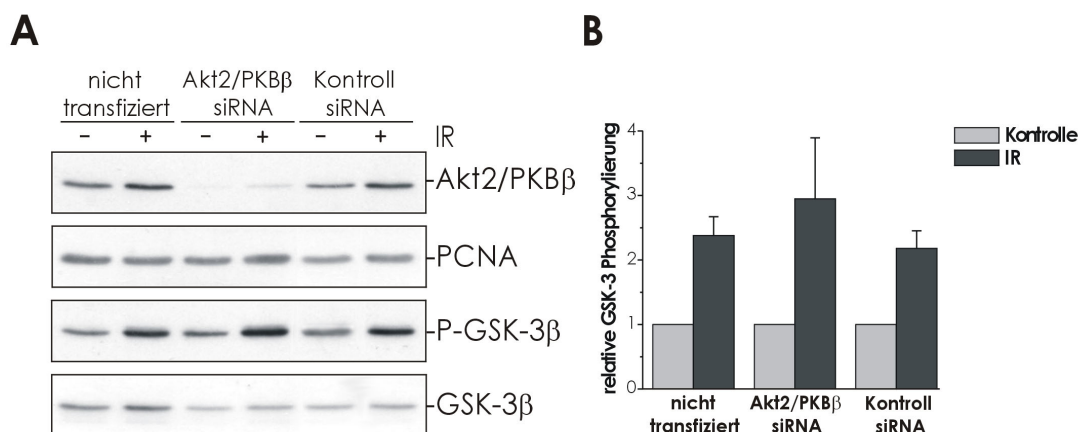 A
nicht Akt2/PKBβ Kontroll
transfiziert siRNA siRNA
- + - + - + IR
Akt2/PKBβ
PCNA
P-GSK-3β
GSK-3β
B
relative GSK-3 Phosphorylierung
4
3
2
1
0
Kontrolle
IR
nicht Akt2/PKBβ Kontroll
transfiziert siRNA siRNA